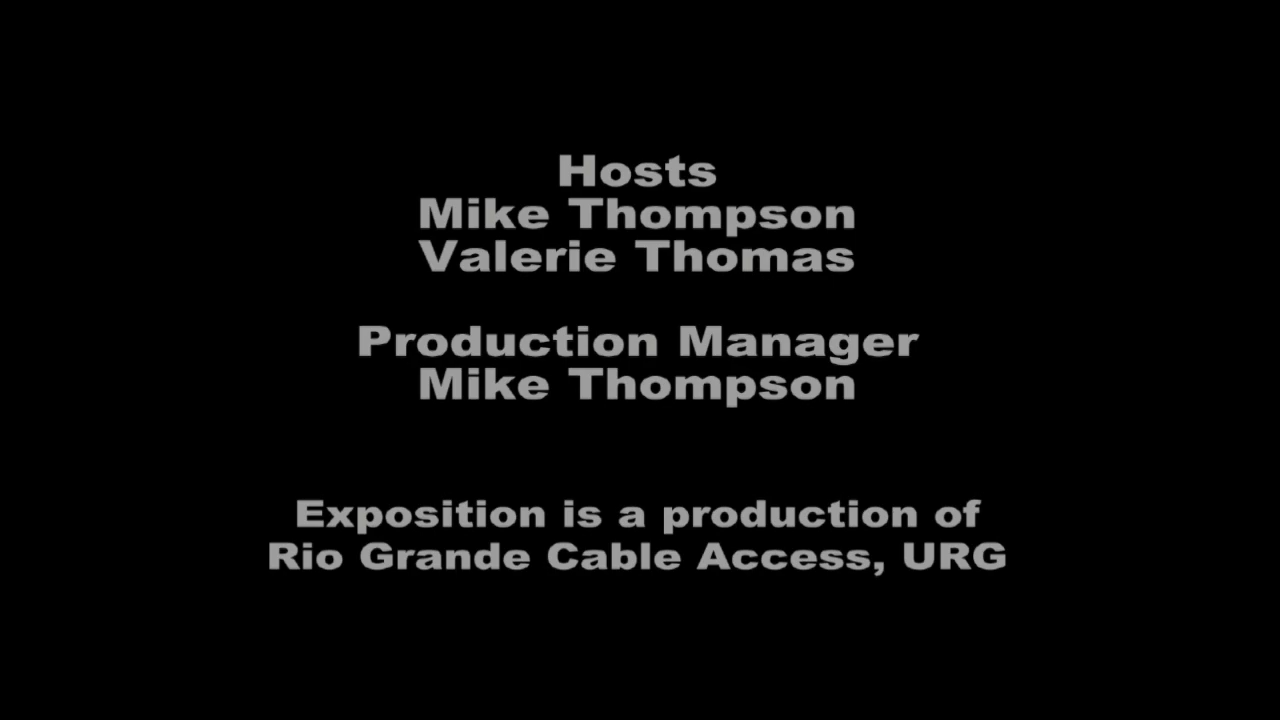 Hosts
Mike Thompson
Valerie Thomas
Production Manager
Mike Thompson
Exposition is a production of
Rio Grande Cable Access, URG